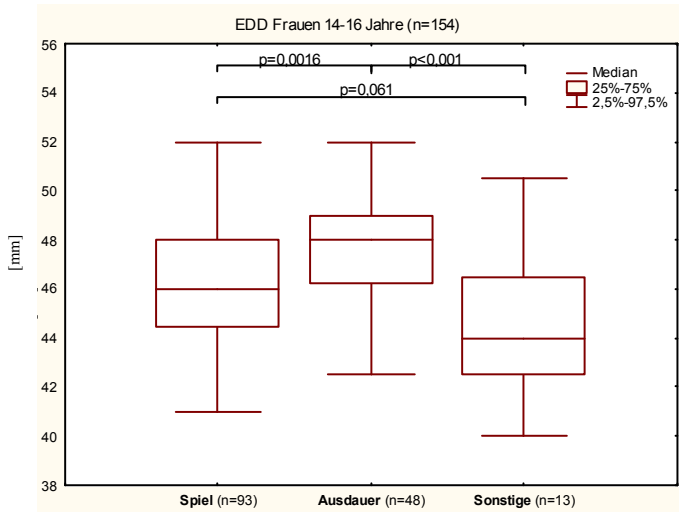 EDD Frauen 14-16 Jahre (n=154)
56
54
52
50
48
46
44
42
40
38
[mm]
p=0,0016
p<0,001
p=0,061
Median
25%-75%
2,5%-97,5%
Spiel (n=93)
Ausdauer (n=48)
Sonstige (n=13)